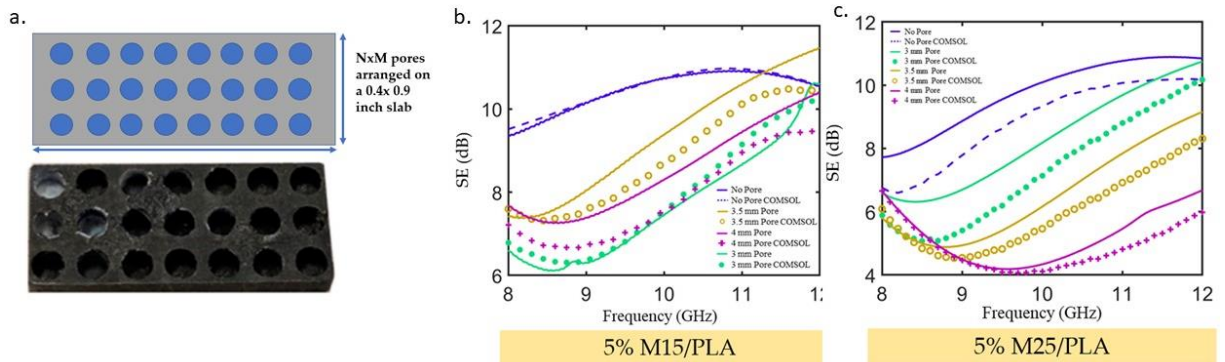 a.
NxM pores
arranged on
a 0.4x 0.9
inch slab
b.
12
10
8
6
SE (dB)
8
9
10
11
1
Frequency (GHz)
No Pore
No Pore COMSOL
3.5 mm Pore
3.5 mm Pore COMSOL
4 mm Pore
4 mm Pore COMSOL
3 mm Pore
3 mm Pore COMSOL
5% M15/PLA
c.
12
10
8
6
4
SE (dB)
8
9
10
11
12
Frequency (GHz)
No Pore
No Pore COMSOL
3 mm Pore
3 mm Pore COMSOL
3.5 mm Pore
3.5 mm Pore COMSOL
4 mm Pore
4 mm Pore COMSOL
5% M25/PLA